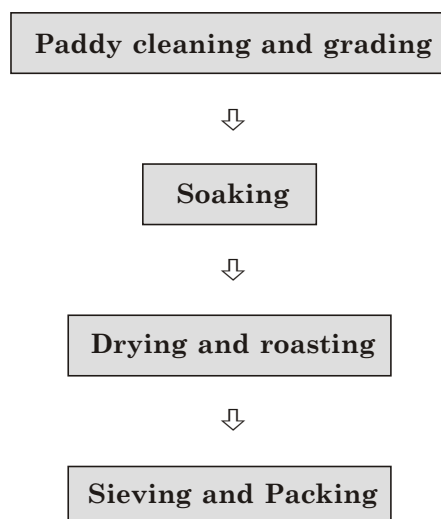 Paddy cleaning and grading
Soaking
Drying and roasting
Sieving and Packing